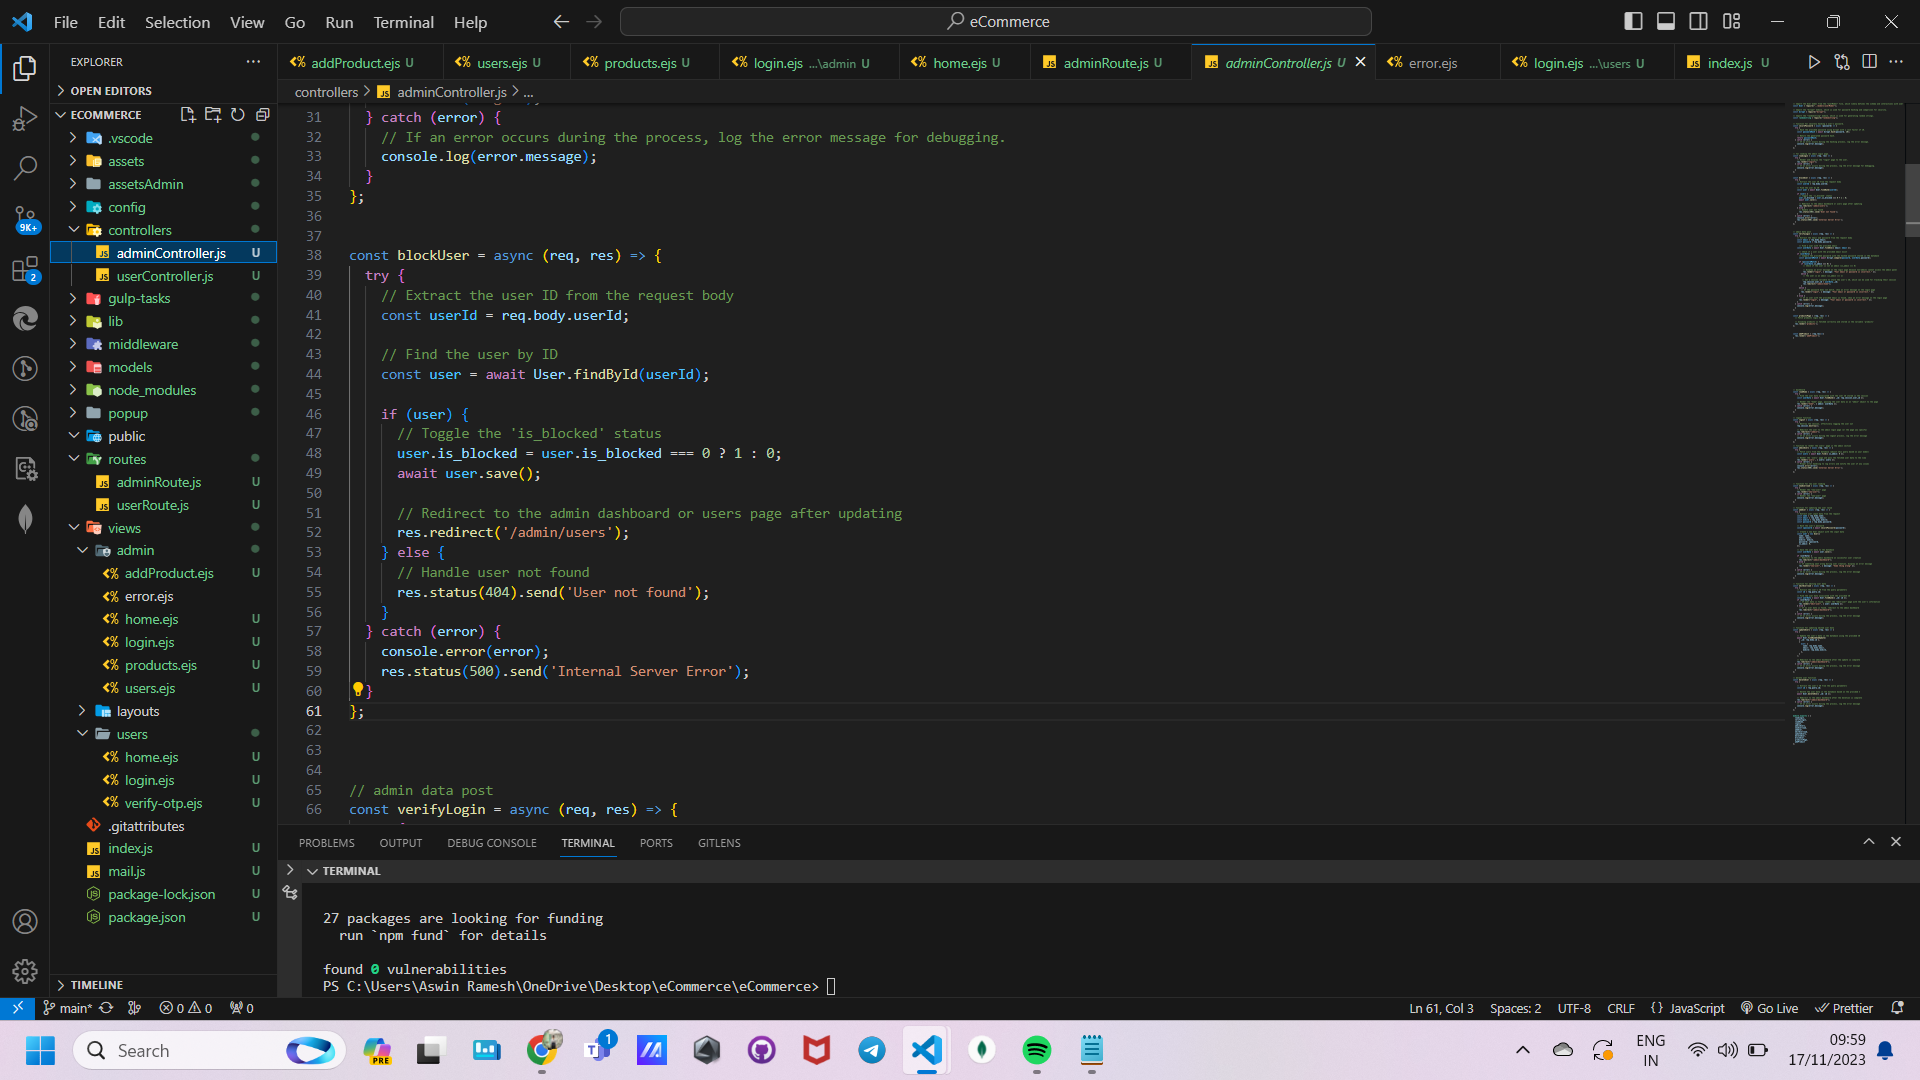 File Edit Selection View Go Run Terminal Help
eCommerce
EXPLORER
OPEN EDITORS
ECOMMERCE
.vscode
assets
assetsAdmin
config
controllers
adminController.js U
userController.js U
gulp-tasks
lib
middleware
models
node_modules
popup
public
routes
adminRoute.js U
userRoute.js U
views
admin
addProduct.ejs U
error.ejs
home.ejs U
login.ejs U
products.ejs U
users.ejs U
layouts
users
home.ejs U
login.ejs U
verify-otp.ejs U
.gitattributes
index.js U
mail.js U
package-lock.json U
package.json U
TIMELINE
9K+
2
addProduct.ejs U users.ejs U products.ejs U login.ejs ...\admin U home.ejs U adminRoute.js U adminController.js U error.ejs login.ejs ...\users U index.js U
controllers > adminController.js > ...
31 } catch (error) {
32 // If an error occurs during the process, log the error message for debugging.
33 console.log(error.message);
34 }
35 };
36
37
38 const blockUser = async (req, res) => {
39 try {
40 // Extract the user ID from the request body
41 const userId = req.body.userId;
42
43 // Find the user by ID
44 const user = await User.findById(userId);
45
46 if (user) {
47 // Toggle the 'is_blocked' status
48 user.is_blocked = user.is_blocked === 0 ? 1 : 0;
49 await user.save();
50
51 // Redirect to the admin dashboard or users page after updating
52 res.redirect('/admin/users');
53 } else {
54 // Handle user not found
55 res.status(404).send('User not found');
56 }
57 } catch (error) {
58 console.error(error);
59 res.status(500).send('Internal Server Error');
60 }
61 };
62
63
64
65 // admin data post
66 const verifyLogin = async (req, res) => {
PROBLEMS OUTPUT DEBUG CONSOLE TERMINAL PORTS GITLENS
TERMINAL
27 packages are looking for funding
run `npm fund` for details
found 0 vulnerabilities
PS C:\Users\Aswin Ramesh\OneDrive\Desktop\eCommerce\eCommerce>
main* 0 0 0 Ln 61, Col 3 Spaces: 2 UTF-8 CRLF {} JavaScript Go Live Prettier
Search
PRE
1
ENG
IN
09:59
17/11/2023